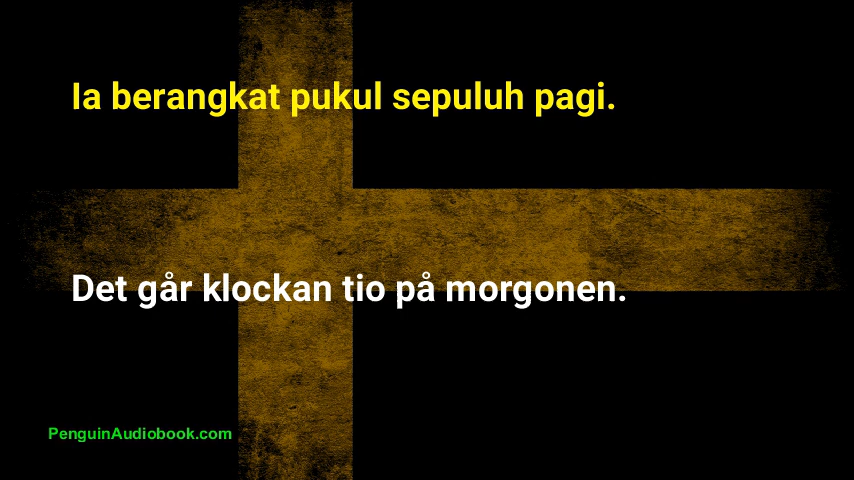 Ia berangkat pukul sepuluh pagi.
Det går klockan tio på morgonen.
PenguinAudiobook.com